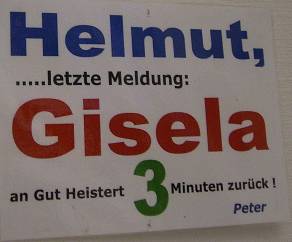 Helmut,
.....letzte Meldung:
Gisela
an Gut Heistert 3 Minuten zurück !
Peter